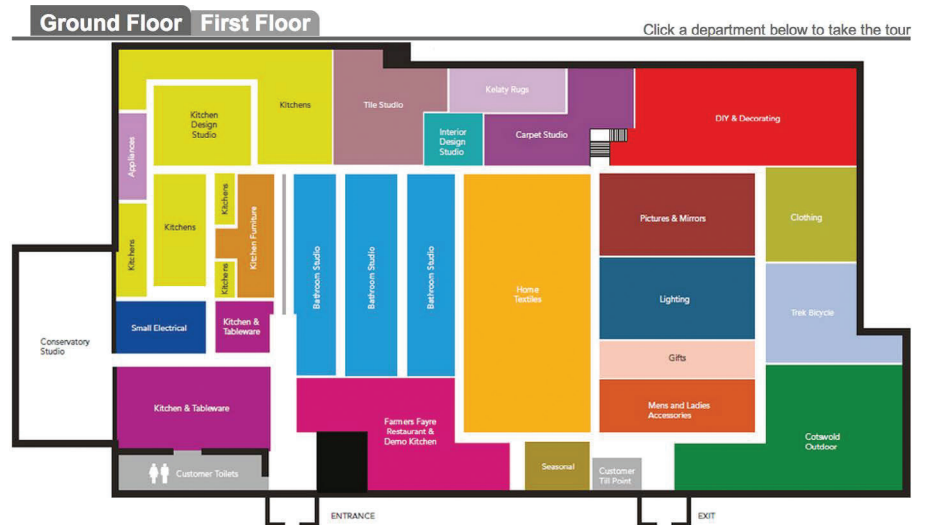 Ground Floor
First Floor
Click a department below to take the tour
Kitchens
Tile Studio
Kelaty Rugs
DIY & Decorating
Kitchen
Design
Studio
Interior
Design
Studio
Carpet Studio
Appliances
Kitchens
Kitchens
Kitchens
Kitchens
Kitchen Furniture
Bathroom Studio
Bathroom Studio
Bathroom Studio
Home
Textiles
Pictures & Mirrors
Clothing
Lighting
Trek Bicycle
Small Electrical
Kitchen &
Tableware
Conservatory
Studio
Gifts
Kitchen & Tableware
Farmers Fayre
Restaurant &
Demo Kitchen
Mens and Ladies
Accessories
Cotswold
Outdoor
Customer Toilets
Seasonal
Customer
Till Point
ENTRANCE
EXIT